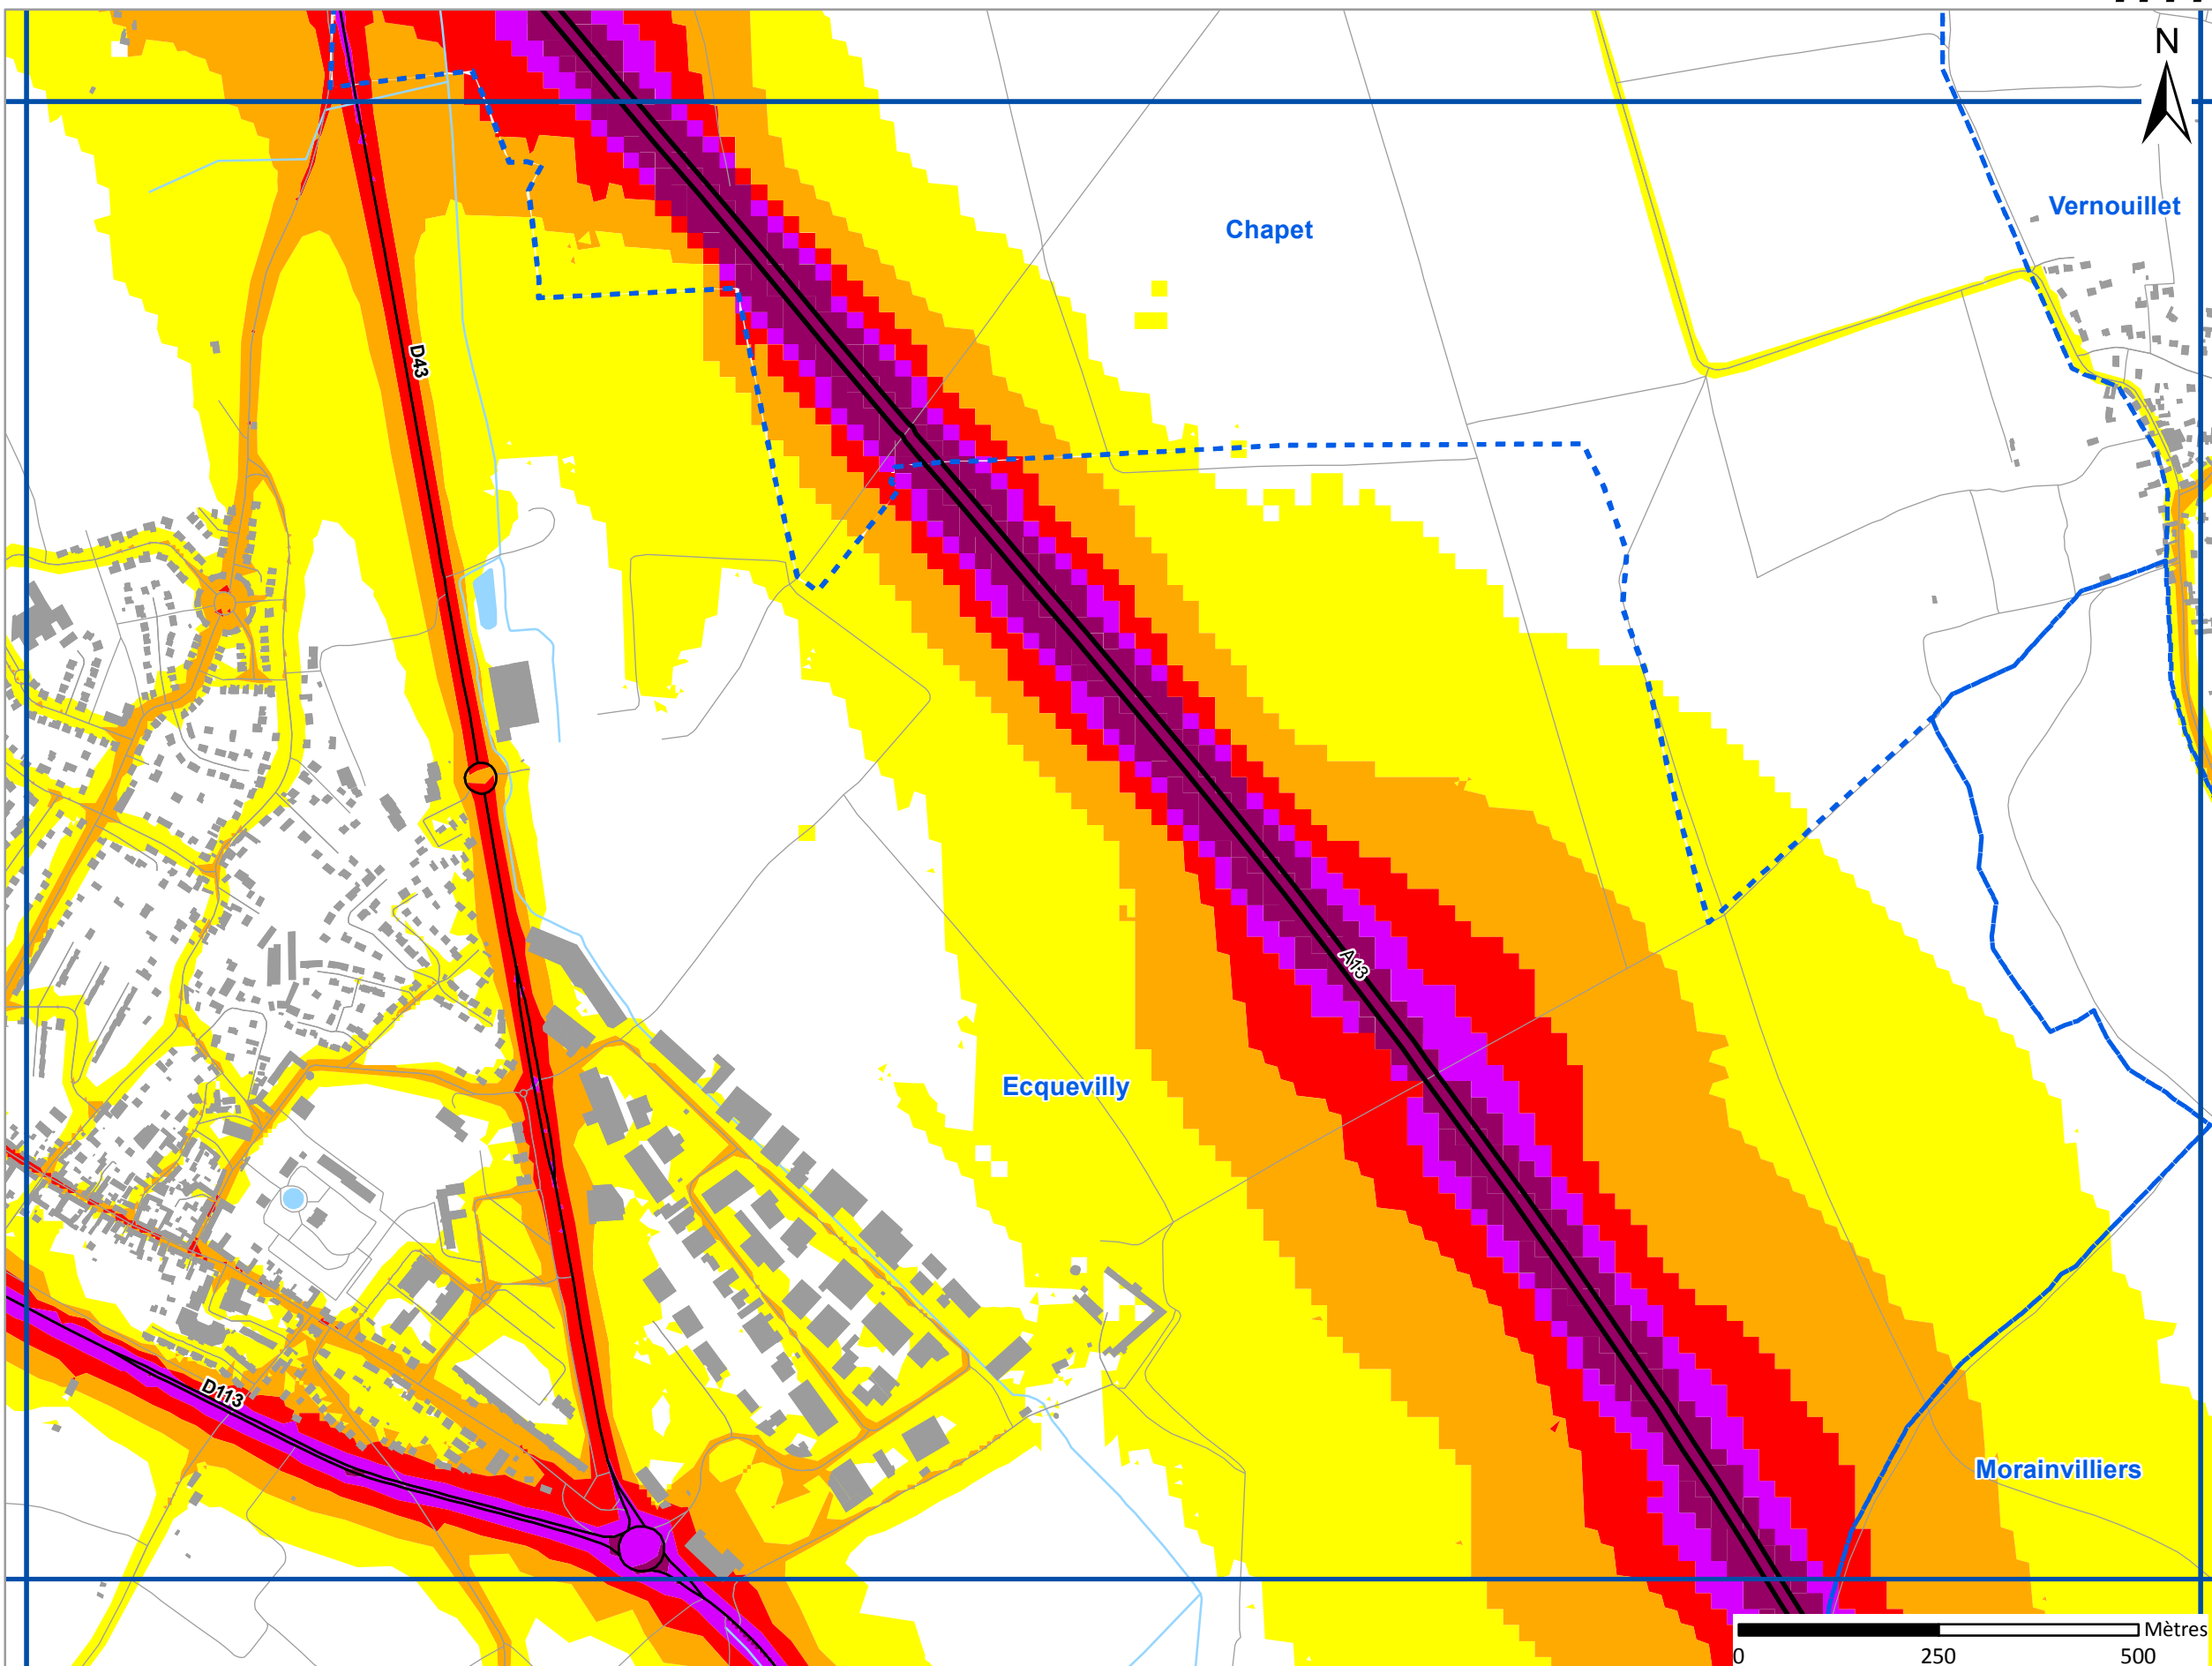 N
Vernouillet
Chapet
D43
A13
Ecquevilly
D113
Morainvilliers
Mètres
0 250 500